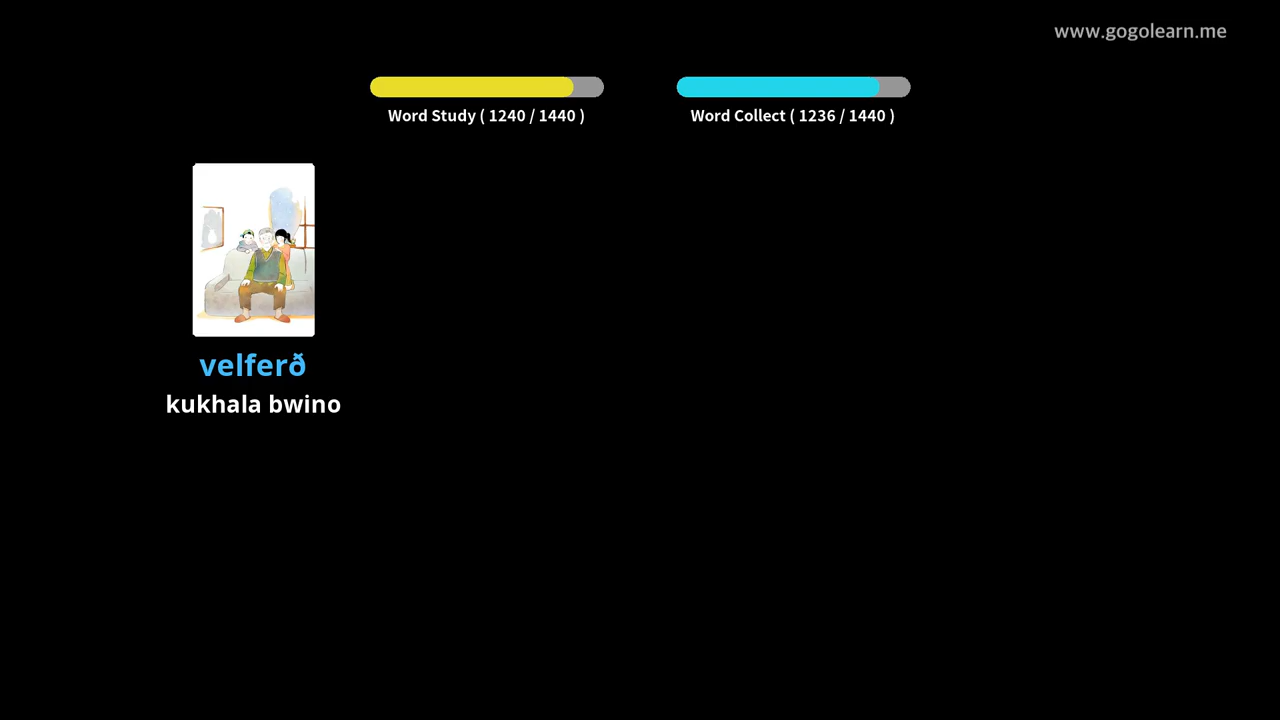 www.gogolearn.me
Word Study ( 1240 / 1440 )
Word Collect ( 1236 / 1440 )
velferð
kukhala bwino